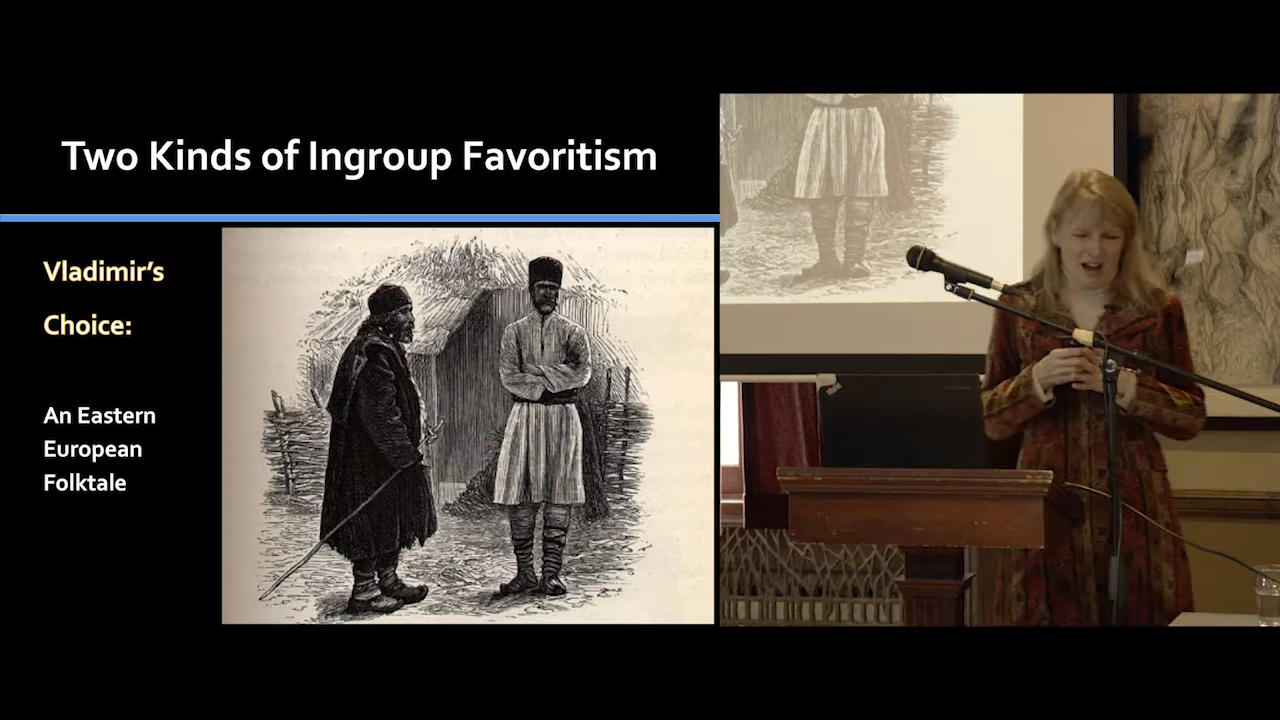 Two Kinds of Ingroup Favoritism
Vladimir’s
Choice:
An Eastern
European
Folktale